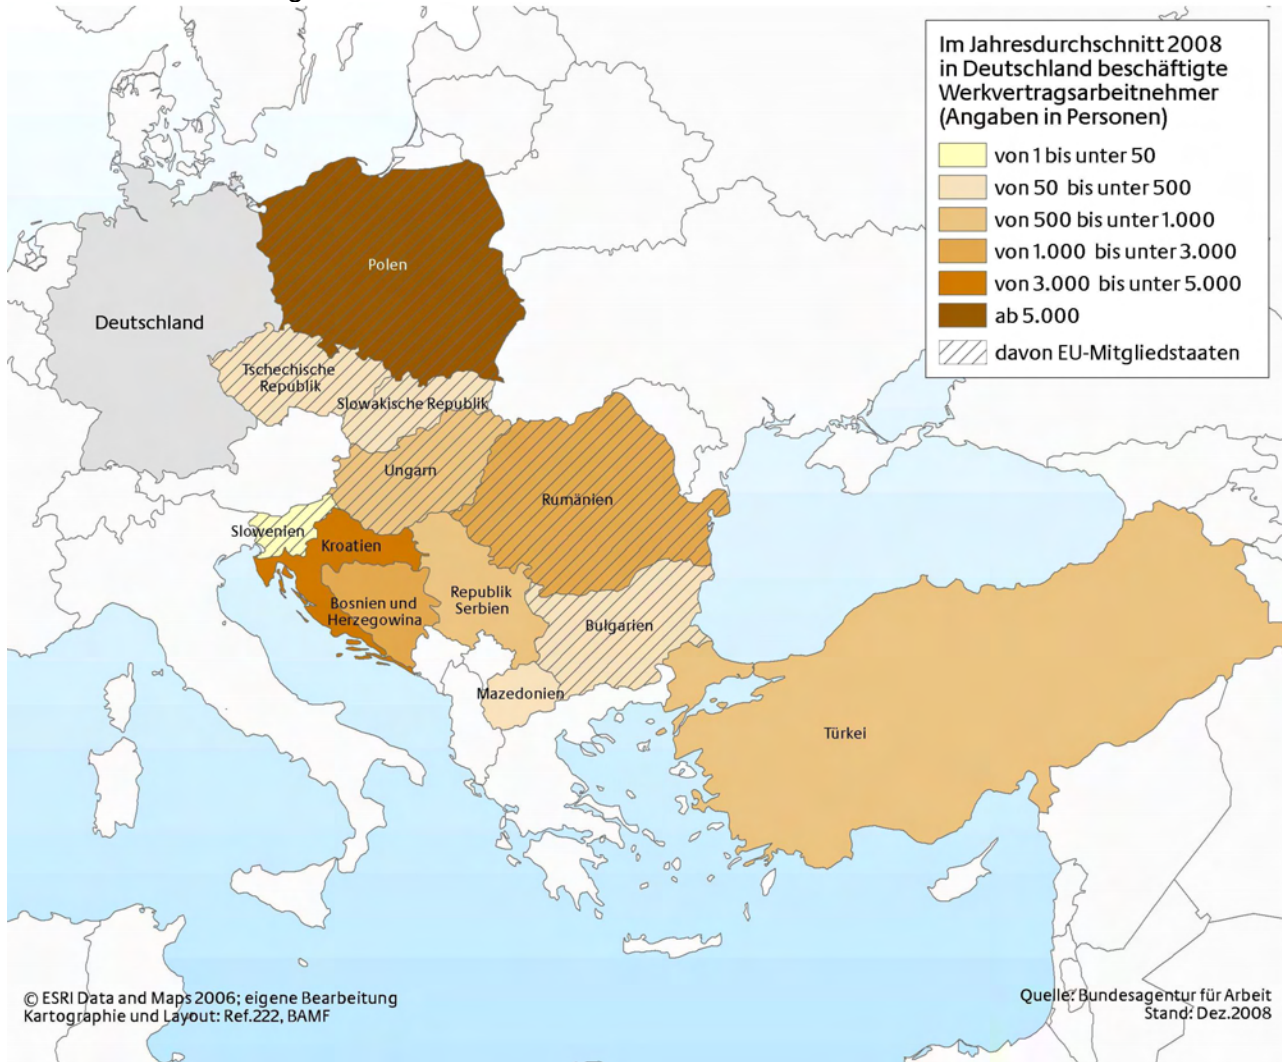 Im Jahresdurchschnitt 2008
in Deutschland beschäftigte
Werkvertragsarbeitnehmer
(Angaben in Personen)
von 1 bis unter 50
von 50 bis unter 500
von 500 bis unter 1.000
von 1.000 bis unter 3.000
von 3.000 bis unter 5.000
ab 5.000
davon EU-Mitgliedstaaten
Polen
Deutschland
Tschechische
Republik
Slowakische Republik
Ungarn
Rumänien
Slowenien
Kroatien
Bosnien und
Herzegowina
Republik
Serbien
Bulgarien
Mazedonien
Türkei
© ESRI Data and Maps 2006; eigene Bearbeitung
Kartographie und Layout: Ref.222, BAMF
Quelle: Bundesagentur für Arbeit
Stand: Dez.2008